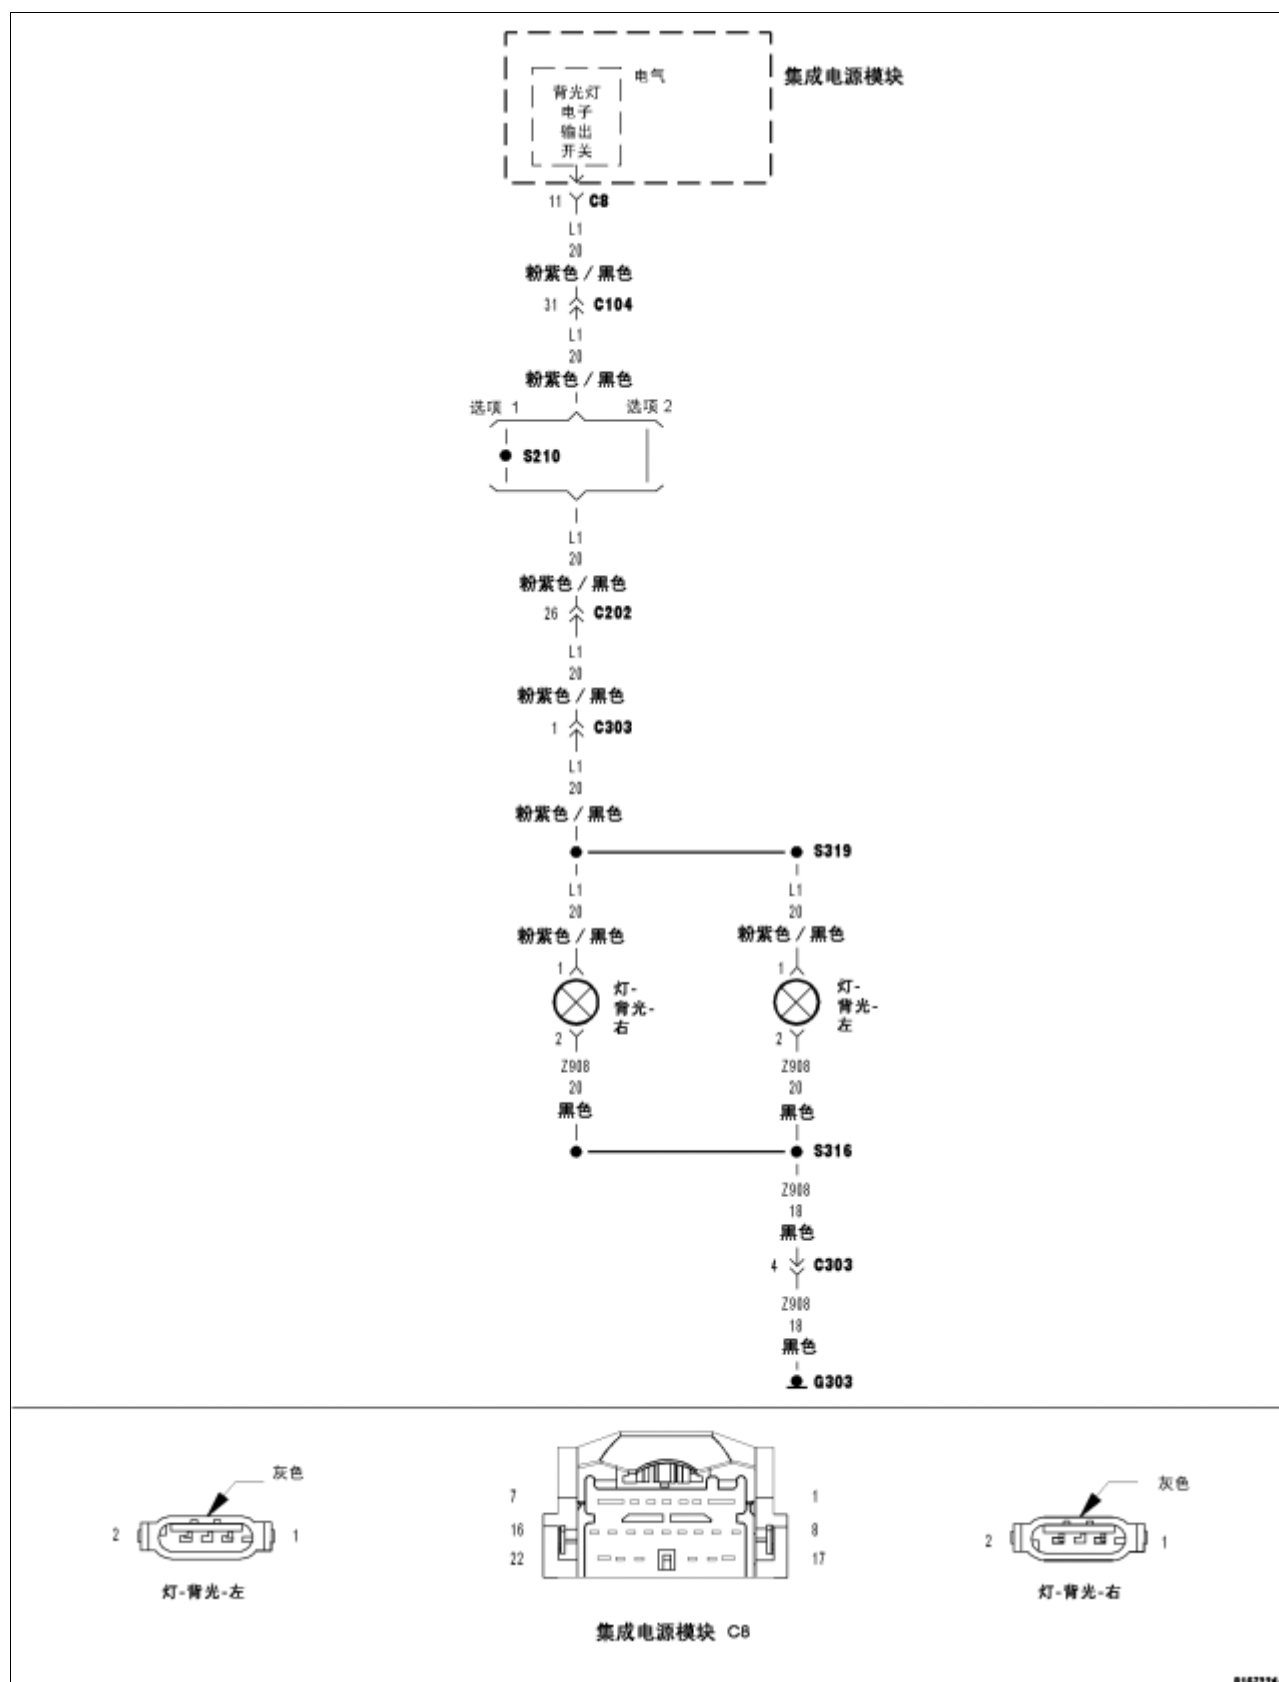 电气
集成电源模块
背光灯
电子
输出
开关
11 C8
L1
20
粉紫色 / 黑色
31 C104
L1
20
粉紫色 / 黑色
选项 1 选项 2
S210
L1
20
粉紫色 / 黑色
26 C202
L1
20
粉紫色 / 黑色
1 C303
L1
20
粉紫色 / 黑色
S319
L1 L1
20 20
粉紫色 / 黑色 粉紫色 / 黑色
1 1
灯- 灯-
背光- 背光-
右 左
2 2
Z908 Z908
20 20
黑色 黑色
S316
Z908
18
黑色
4 C303
Z908
18
黑色
G303
灰色 灰色
7 1
16 8
2 1 22 17 2 1
灯-背光-左 灯-背光-右
集成电源模块 C8